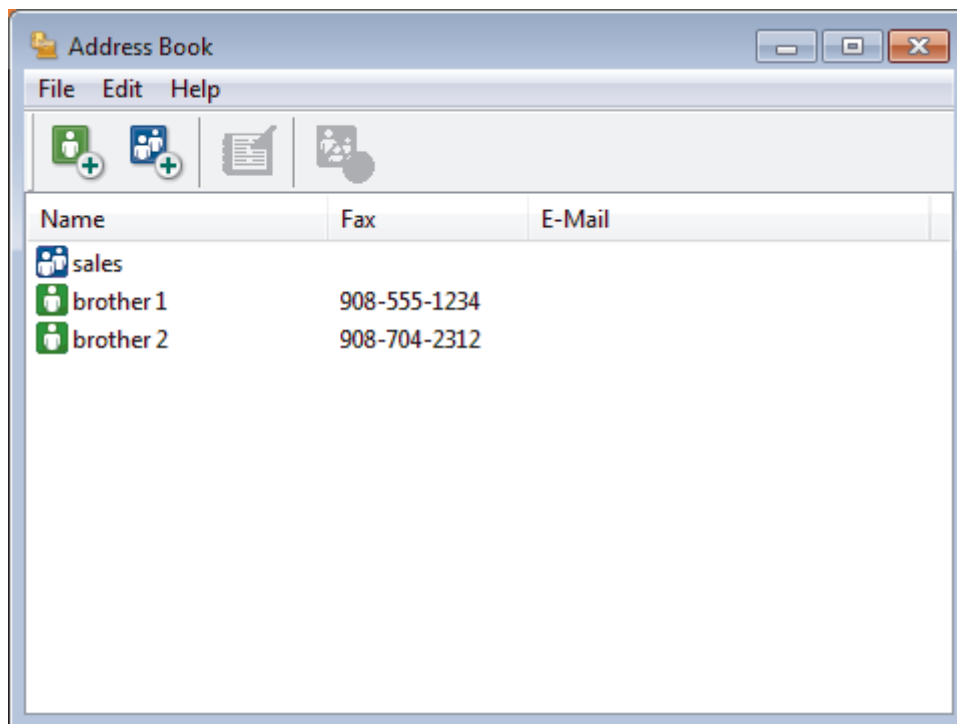 Address Book
File Edit Help
Name Fax E-Mail
sales
brother 1 908-555-1234
brother 2 908-704-2312